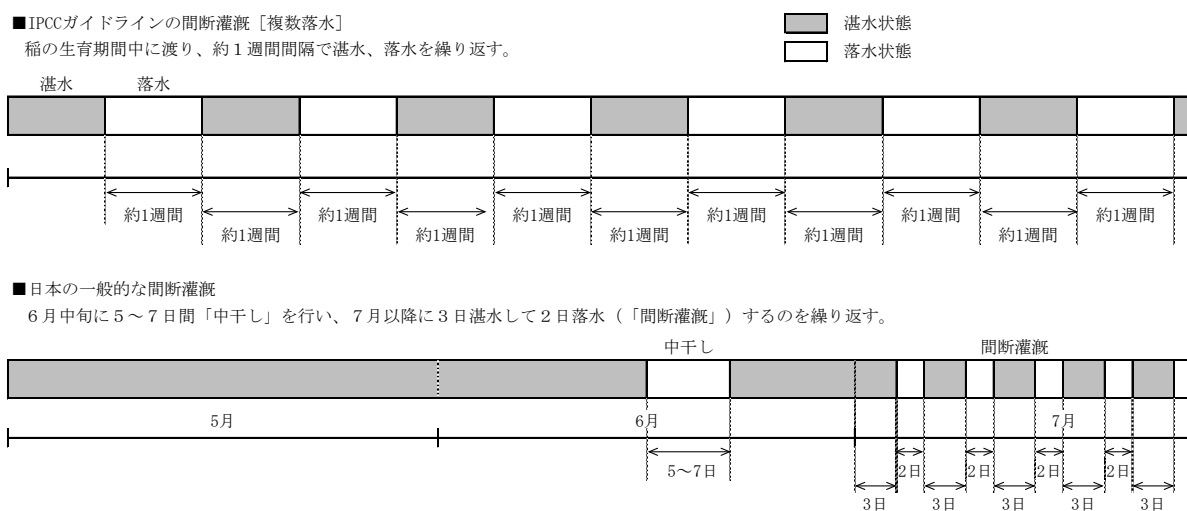 ■IPCCガイドラインの間断灌漑［複数落水］
稲の生育期間中に渡り、約１週間間隔で湛水、落水を繰り返す。
湛水状態
落水状態
湛水 落水
約1週間 約1週間 約1週間 約1週間 約1週間 約1週間
約1週間 約1週間 約1週間 約1週間 約1週間
■日本の一般的な間断灌漑
６月中旬に５～７日間「中干し」を行い、７月以降に３日湛水して２日落水（「間断灌漑」）するのを繰り返す。
中干し 間断灌漑
5月 6月 7月
5～7日 2日 2日 2日 2日
3日 3日 3日 3日 3日